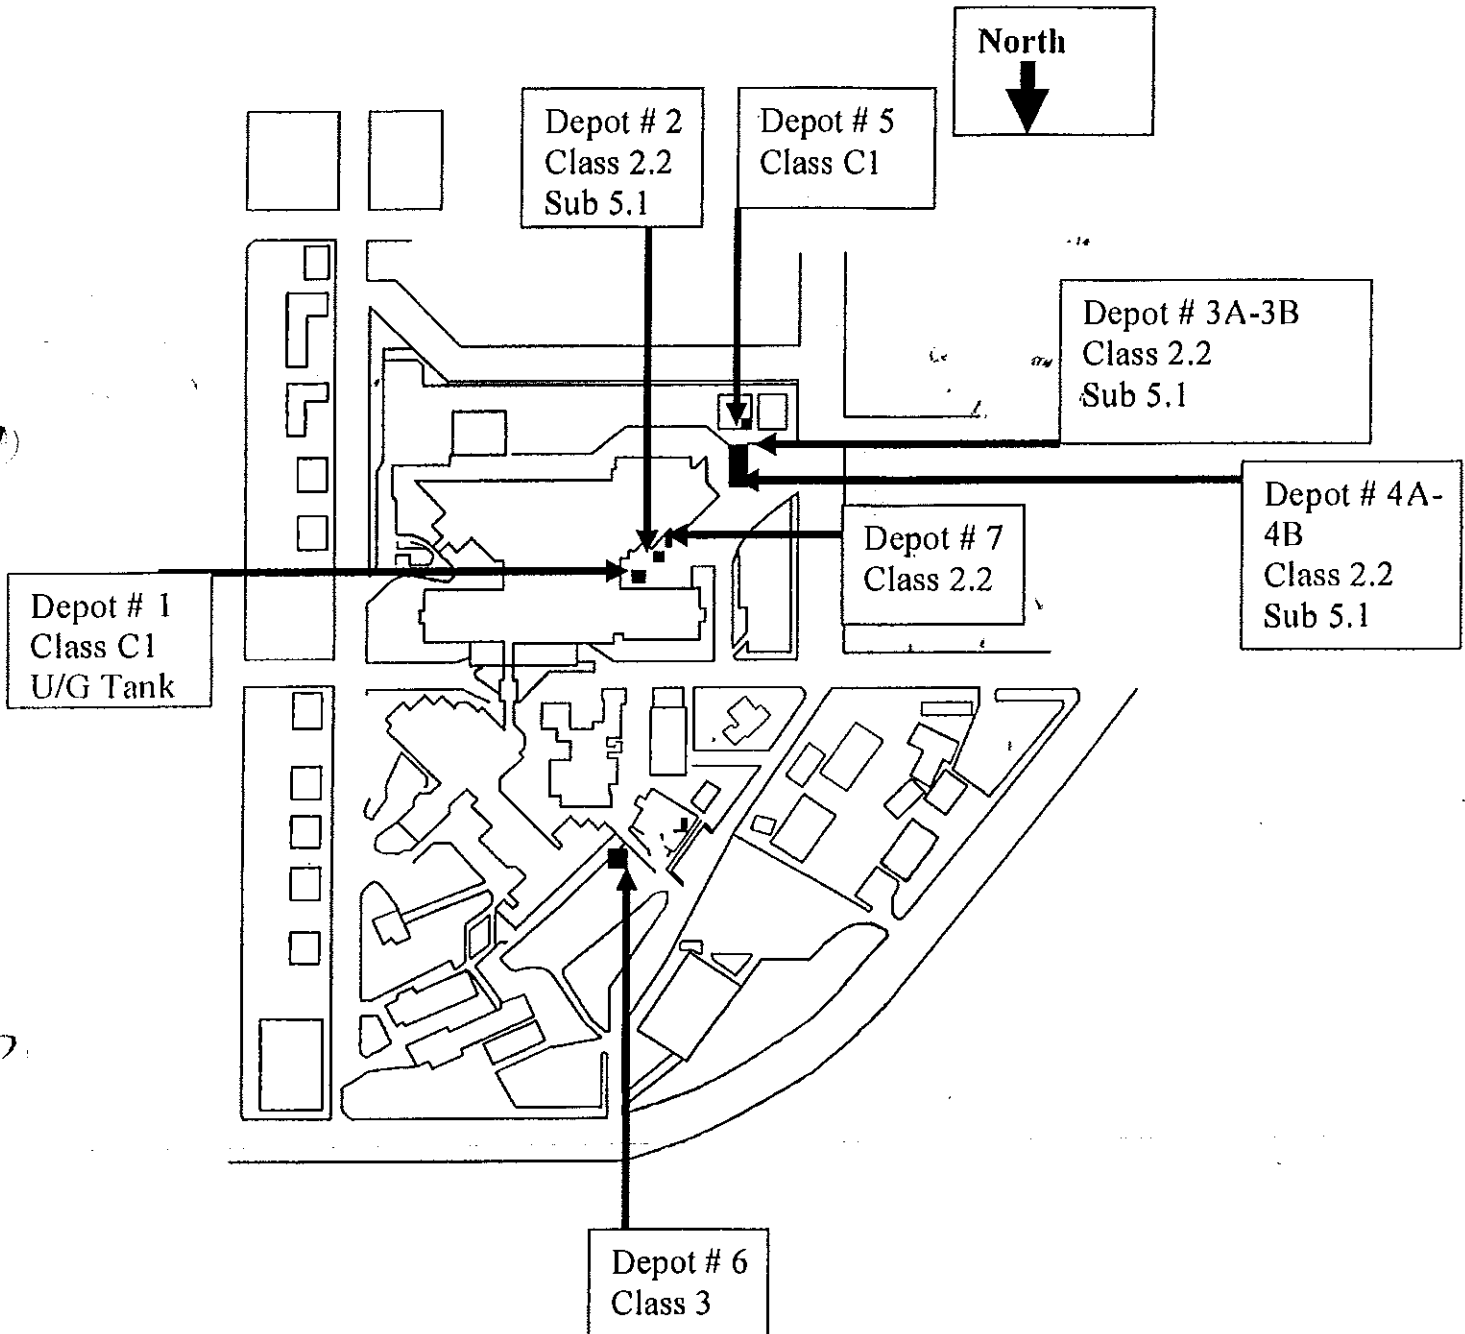 North
Depot # 2
Class 2.2
Sub 5.1
Depot # 5
Class C1
Depot # 3A-3B
Class 2.2
Sub 5.1
Depot # 4A-
4B
Class 2.2
Sub 5.1
Depot # 7
Class 2.2
Depot # 1
Class C1
U/G Tank
Depot # 6
Class 3